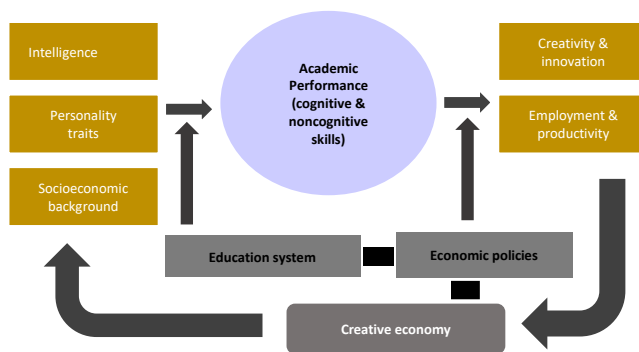 Intelligence
Personality
traits
Socioeconomic
background
Academic
Performance
(cognitive &
noncognitive
skills)
Creativity &
innovation
Employment &
productivity
Education system
Economic policies
Creative economy